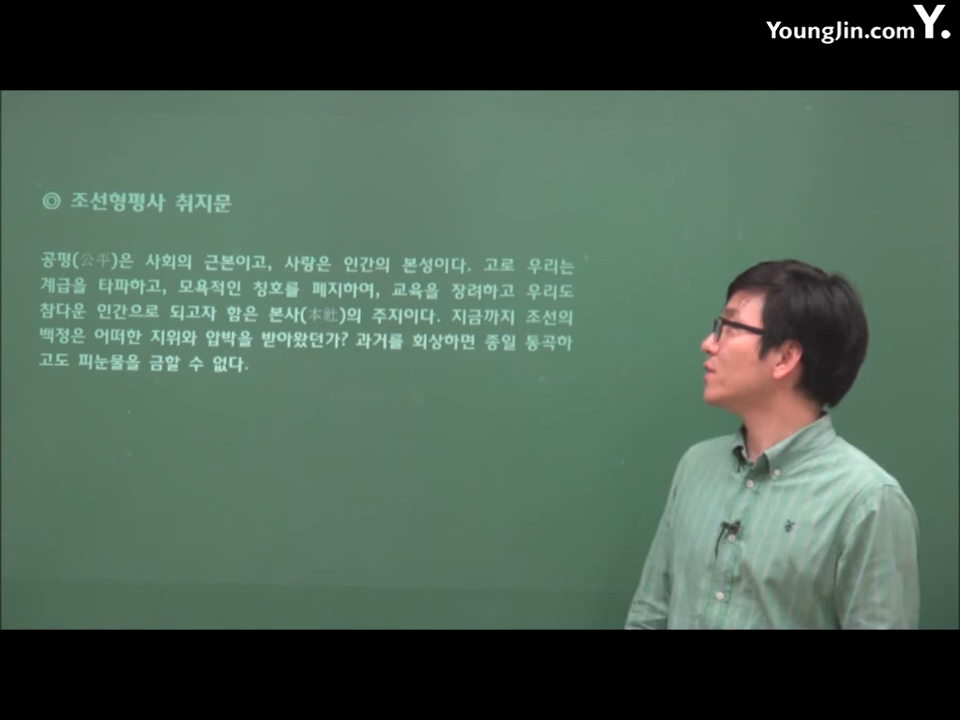 YoungJin.com Y.
◎ 조선형평사 취지문
공평(公平)은 사회의 근본이고, 사랑은 인간의 본성이다. 고로 우리는
계급을 타파하고, 모욕적인 칭호를 폐지하여, 교육을 장려하고 우리도
참다운 인간으로 되고자 함은 본사(本社)의 주지이다. 지금까지 조선의
백정은 어떠한 지위와 압박을 받아왔던가? 과거를 회상하면 종일 통곡하
고도 피눈물을 금할 수 없다.